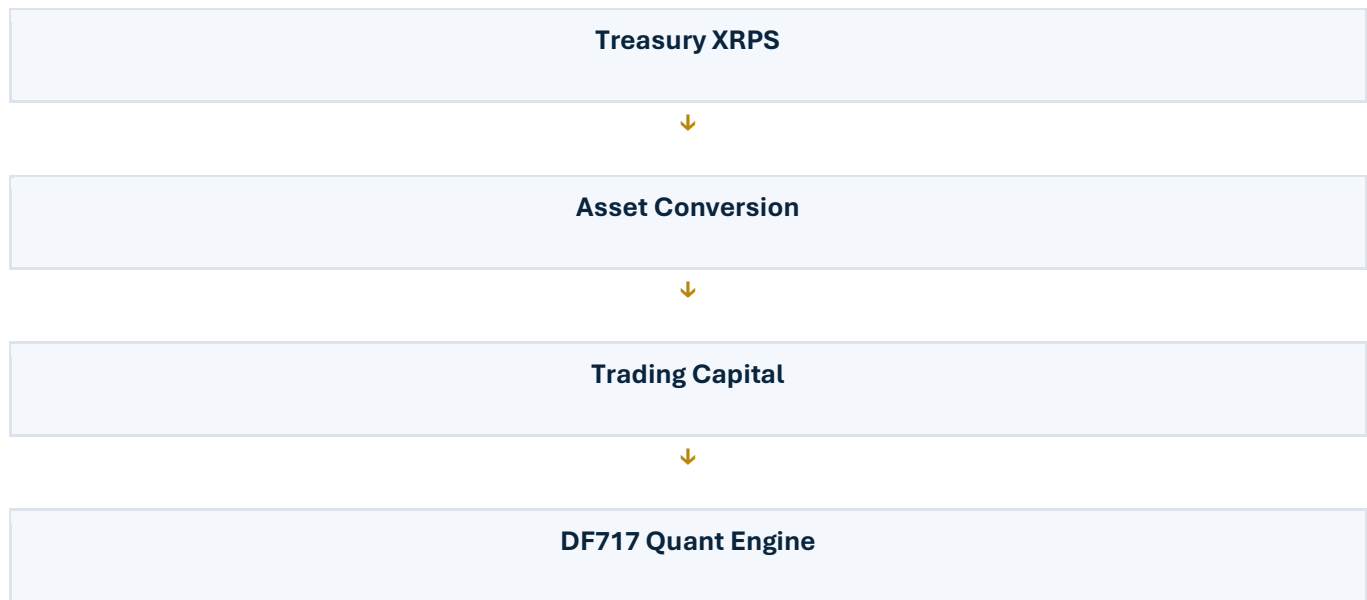 Treasury XRPS
↓
Asset Conversion
↓
Trading Capital
↓
DF717 Quant Engine